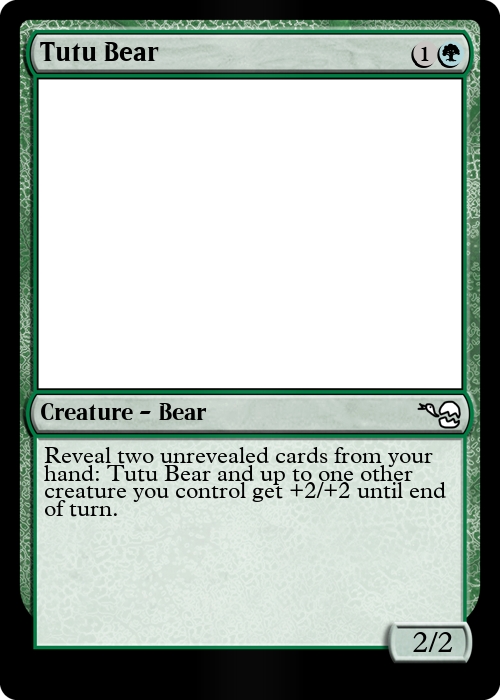 Tutu Bear 1
Creature – Bear
Reveal two unrevealed cards from your
hand: Tutu Bear and up to one other
creature you control get +2/+2 until end
of turn.
2/2